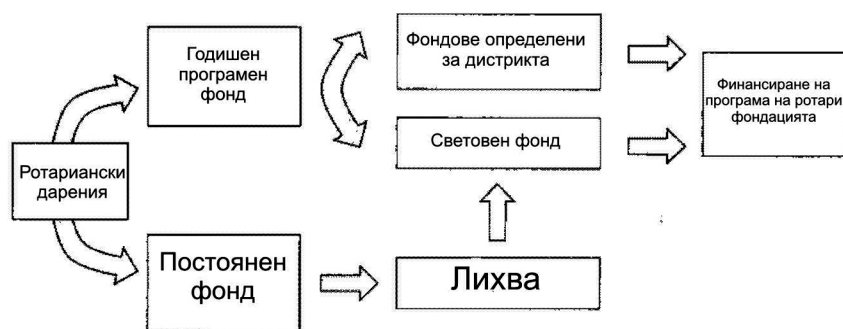 Годишен
програмен
фонд
Фондове определени
за дистрикта
Финансиране на
програма на ротари
фондацията
Световен фонд
Ротариански
дарения
Постоянен
фонд
Лихва